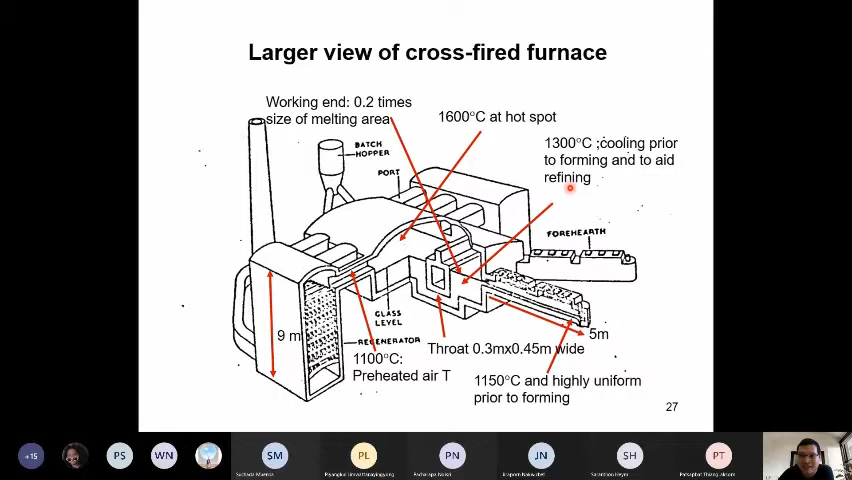 Larger view of cross-fired furnace
Working end: 0.2 times
size of melting area
1600°C at hot spot
1300°C ;cooling prior
to forming and to aid
refining
BATCH
HOPPER
PORT
FOREHEARTH
GLASS
LEVEL
9 m
REGENERATOR
5m
Throat 0.3mx0.45m wide
1100°C:
Preheated air T
1150°C and highly uniform
prior to forming
27
+15
PS
WN
SM
PL
PN
JN
SH
PT